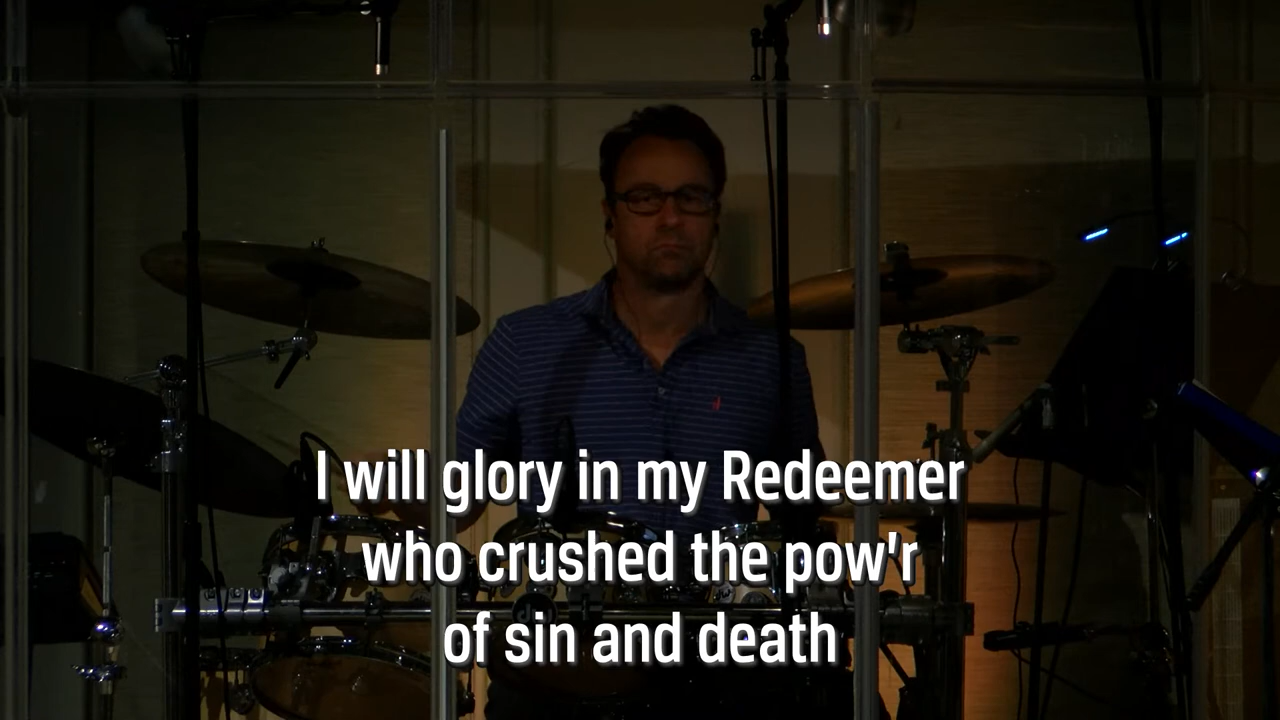 I will glory in my Redeemer
who crushed the pow'r
of sin and death